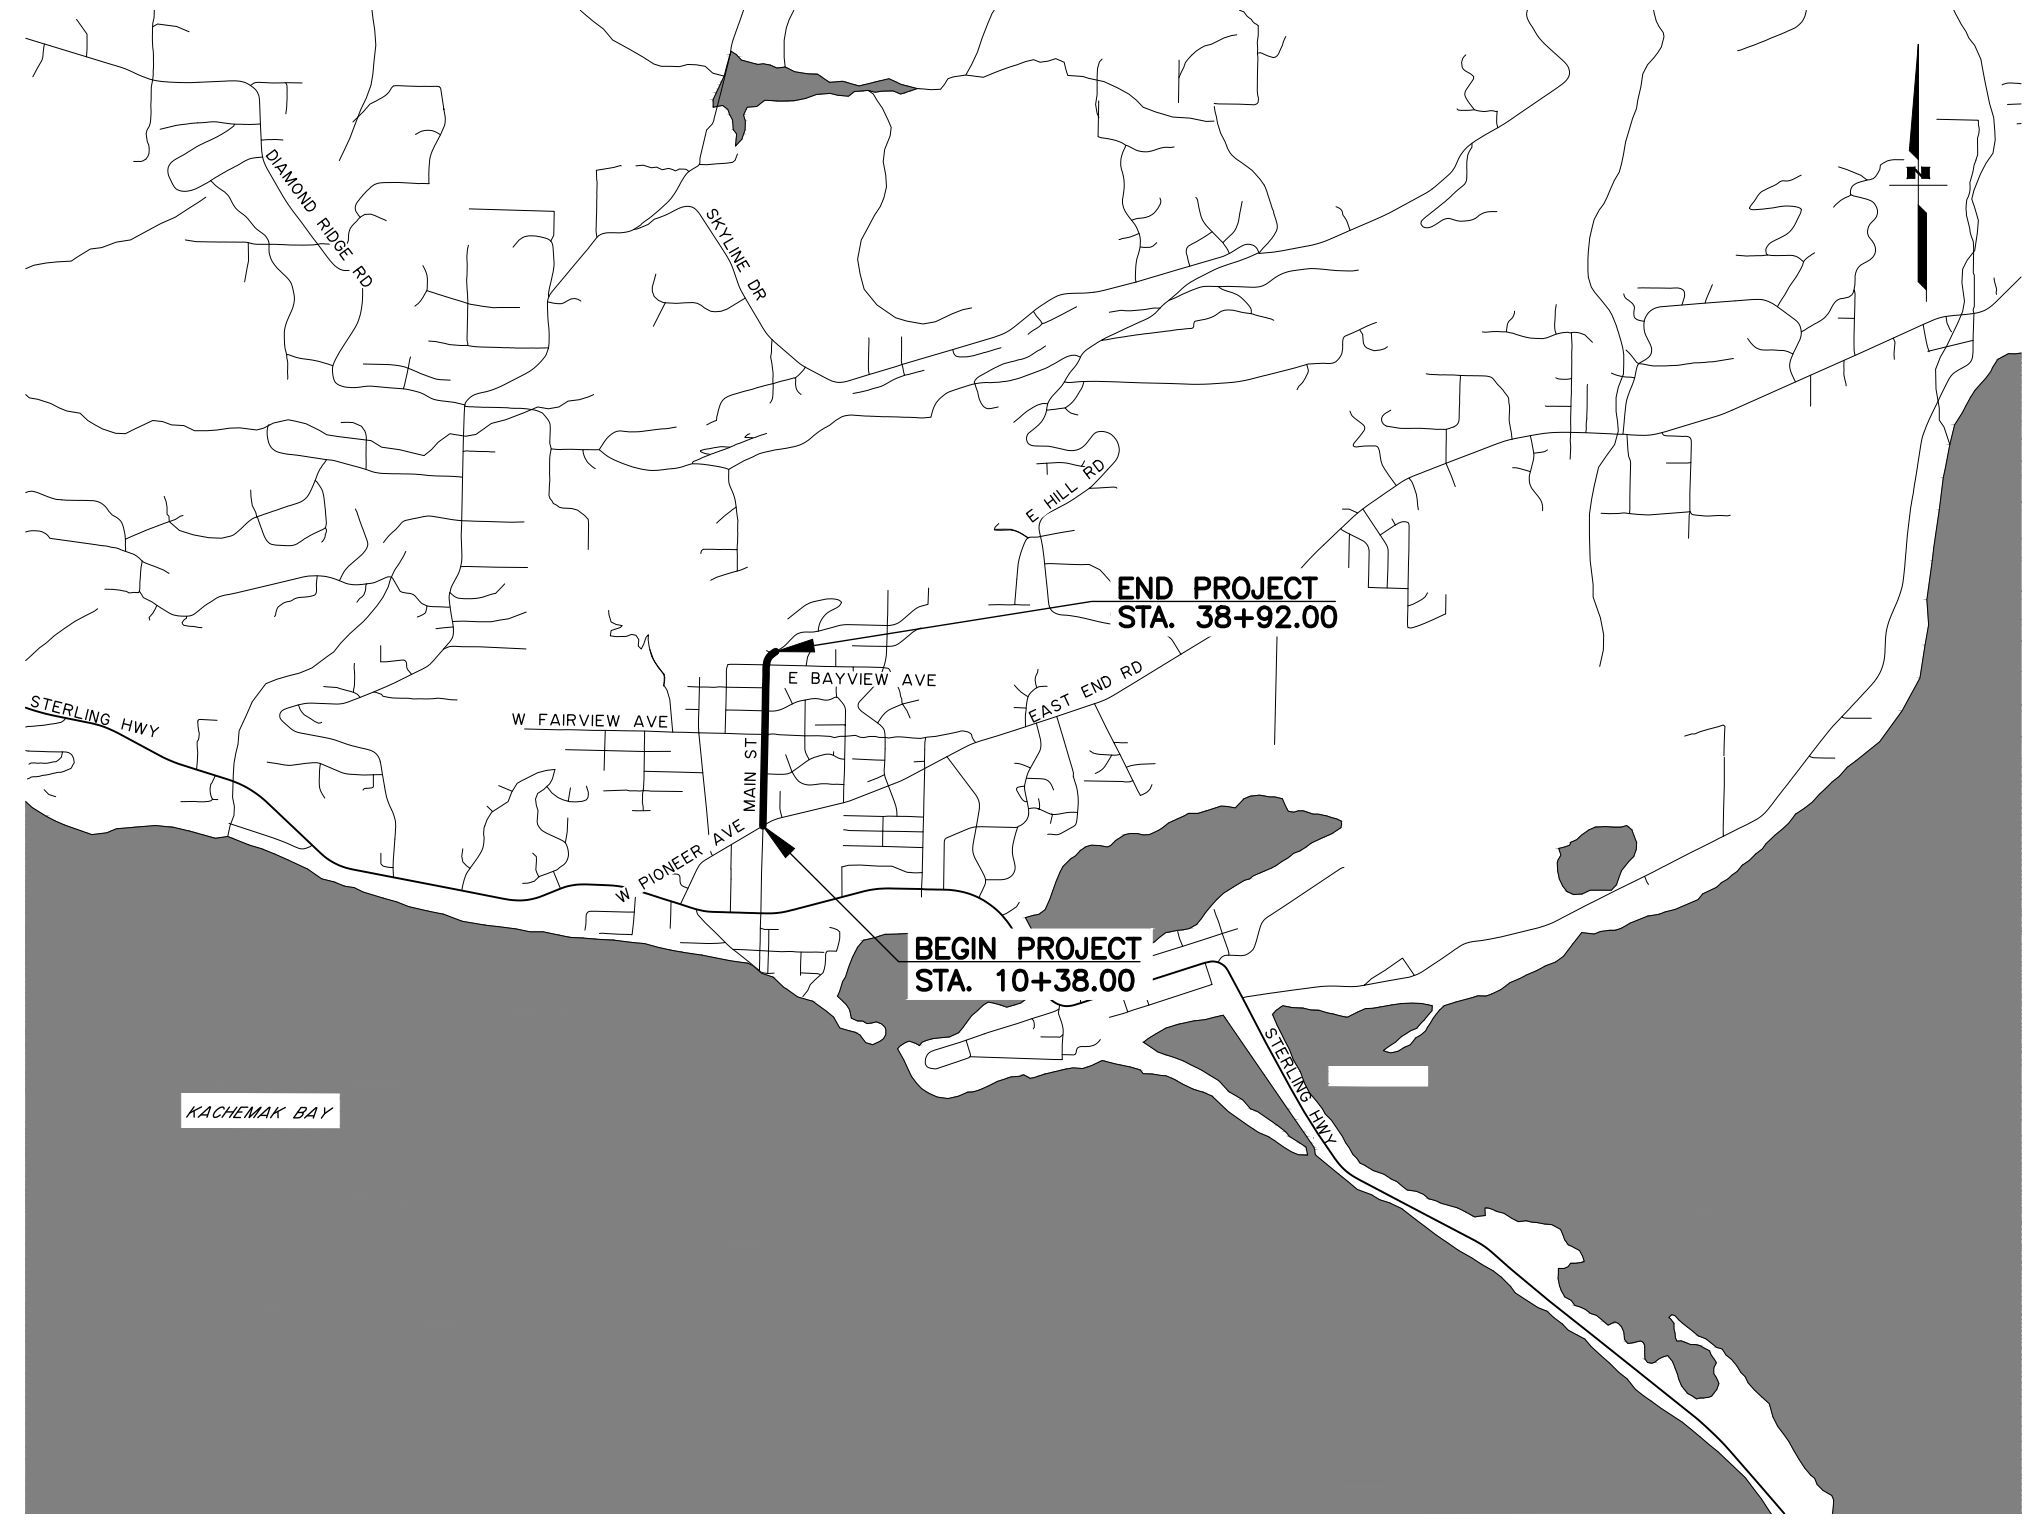 N
DIAMOND RIDGE RD
SKYLINE DR
E HILL RD
END PROJECT
STA. 38+92.00
E BAYVIEW AVE
EAST END RD
STERLING HWY
W FAIRVIEW AVE
MAIN ST
W PIONEER AVE
BEGIN PROJECT
STA. 10+38.00
STERLING HWY
KACHEMAK BAY